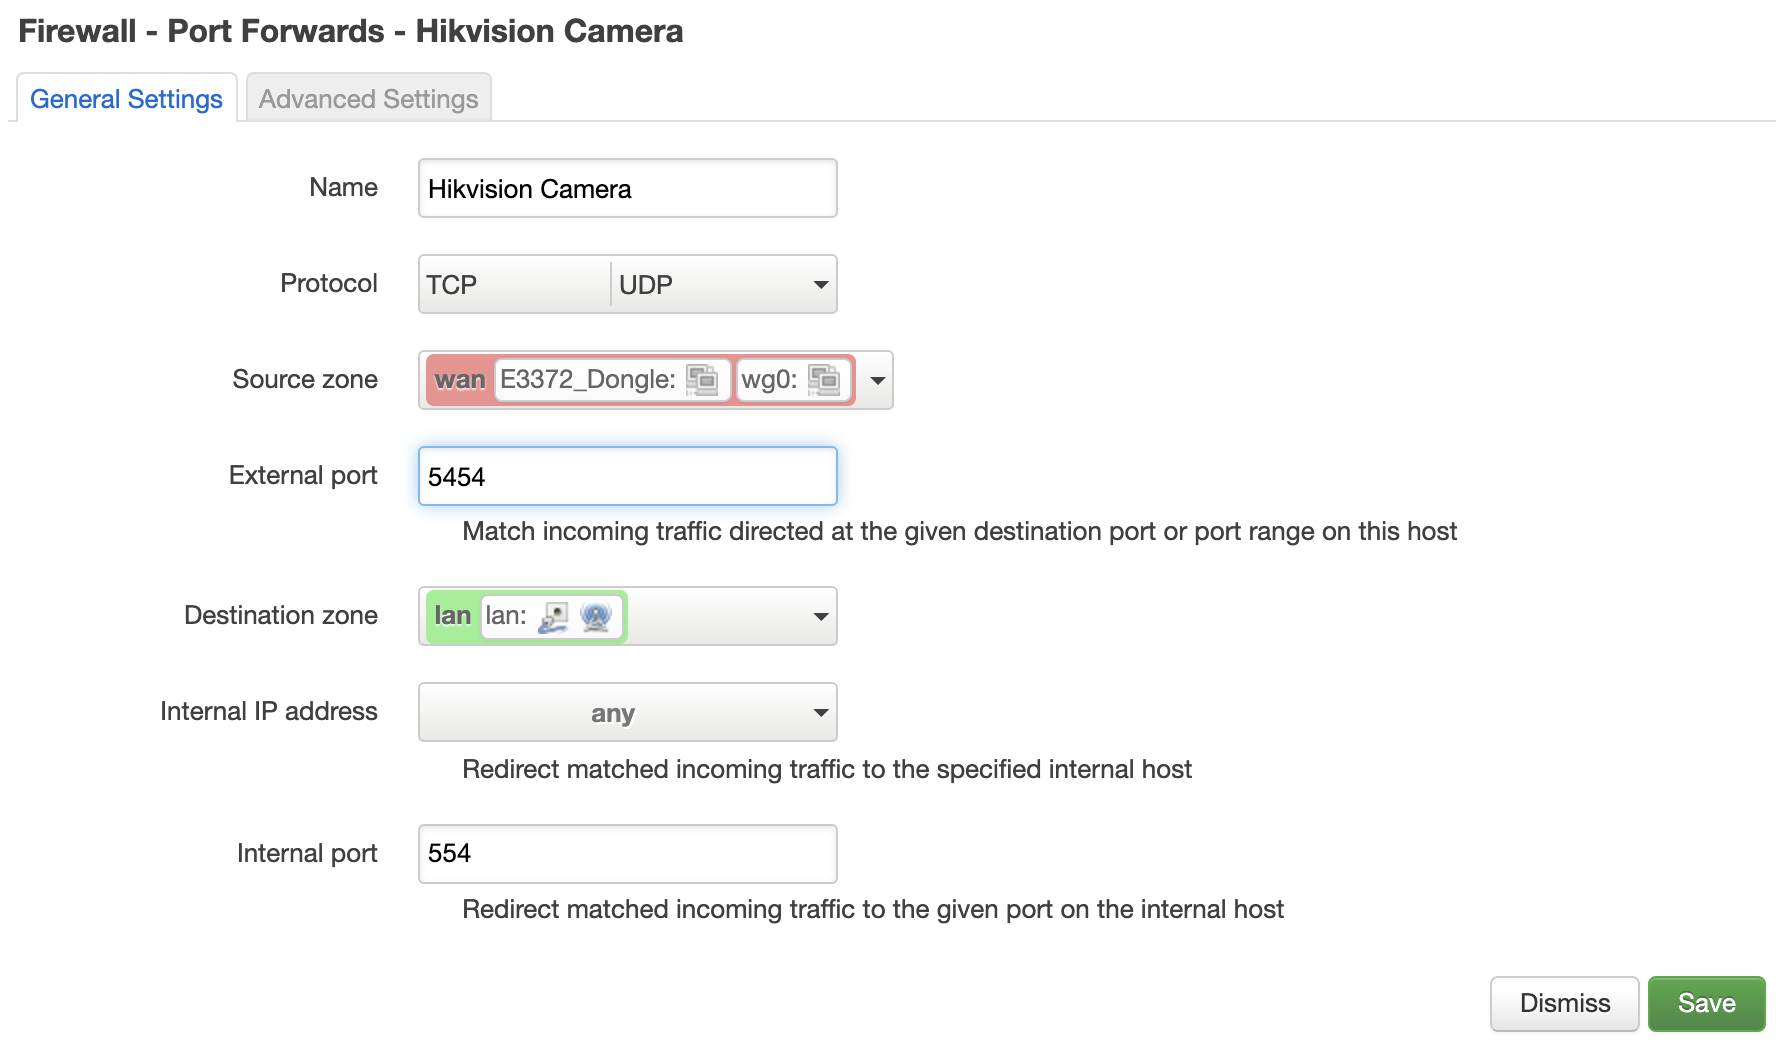 Firewall - Port Forwards - Hikvision Camera
General Settings Advanced Settings
Name Hikvision Camera
Protocol TCP UDP
Source zone wan E3372_Dongle: wg0:
External port 5454
Match incoming traffic directed at the given destination port or port range on this host
Destination zone lan lan:
Internal IP address any
Redirect matched incoming traffic to the specified internal host
Internal port 554
Redirect matched incoming traffic to the given port on the internal host
Dismiss Save